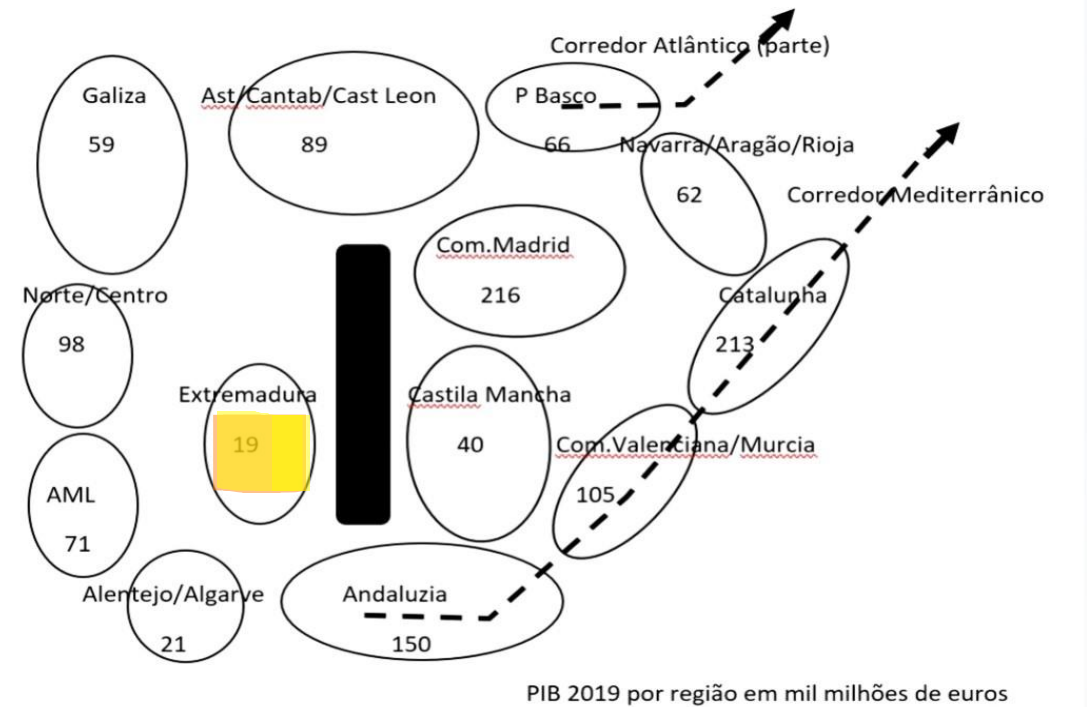 Corredor Atlântico (parte)
Galiza
Ast/Cantab/Cast Leon
P Basco
59
89
66
Navarra/Aragão/Rioja
62
Corredor Mediterrânico
Com.Madrid
216
Norte/Centro
Catalunha
98
213
Extremadura
Castila Mancha
19
40
Com.Valenciana/Murcia
AML
105
71
Alentejo/Algarve
Andaluzia
21
150
PIB 2019 por região em mil milhões de euros